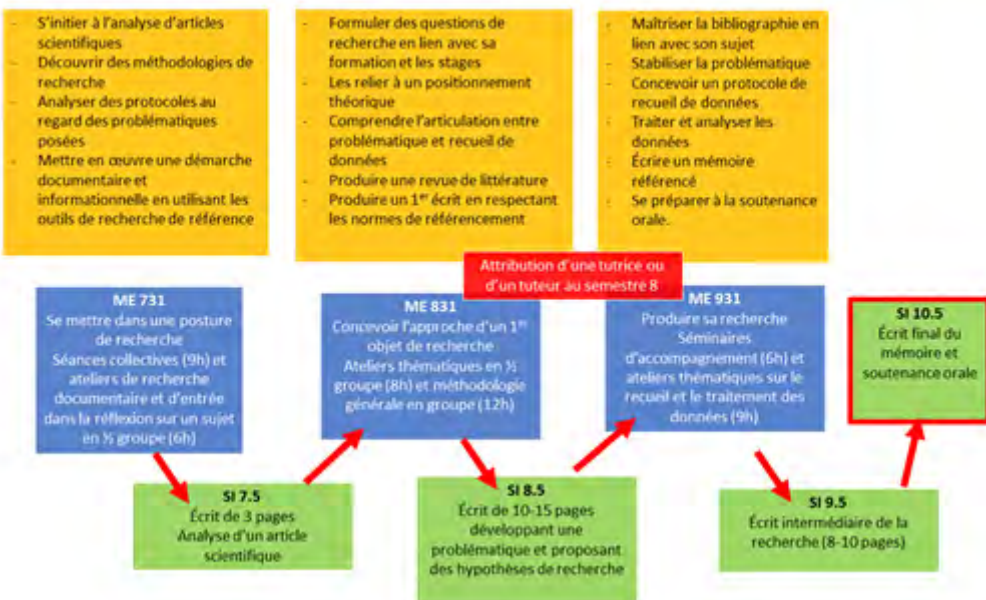 - S'initier à l'analyse d'articles
scientifiques
- Découvrir des méthodologies de
recherche
- Analyser des protocoles au
regard des problématiques
posées
- Mettre en œuvre une démarche
documentaire et
informationnelle en utilisant les
outils de recherche de référence
- Formuler des questions de
recherche en lien avec sa
formation et les stages
- Les relier à un positionnement
théorique
- Comprendre l'articulation entre
problématique et recueil de
données
- Produire une revue de littérature
- Produire un 1er écrit en respectant
les normes de référencement
- Maîtriser la bibliographie en
lien avec son sujet
- Stabiliser la problématique
- Concevoir un protocole de
recueil de données
- Traiter et analyser les
données
- Écrire un mémoire
référencé
- Se préparer à la soutenance
orale.
Attribution d'une tutrice ou
d'un tuteur au semestre 8
ME 731
Se mettre dans une posture
de recherche
Séances collectives (9h) et
ateliers de recherche
documentaire et d'entrée
dans la réflexion sur un sujet
en ½ groupe (6h)
ME 831
Concevoir l'approche d'un 1er
objet de recherche
Ateliers thématiques en ½
groupe (8h) et méthodologie
générale en groupe (12h)
ME 931
Produire sa recherche
Séminaires
d'accompagnement (6h) et
ateliers thématiques sur le
recueil et le traitement des
données (9h)
SI 10.5
Écrit final du
mémoire et
soutenance orale
SI 7.5
Écrit de 3 pages
Analyse d'un article
scientifique
SI 8.5
Écrit de 10-15 pages
développant une
problématique et proposant
des hypothèses de recherche
SI 9.5
Écrit intermédiaire de la
recherche (8-10 pages)